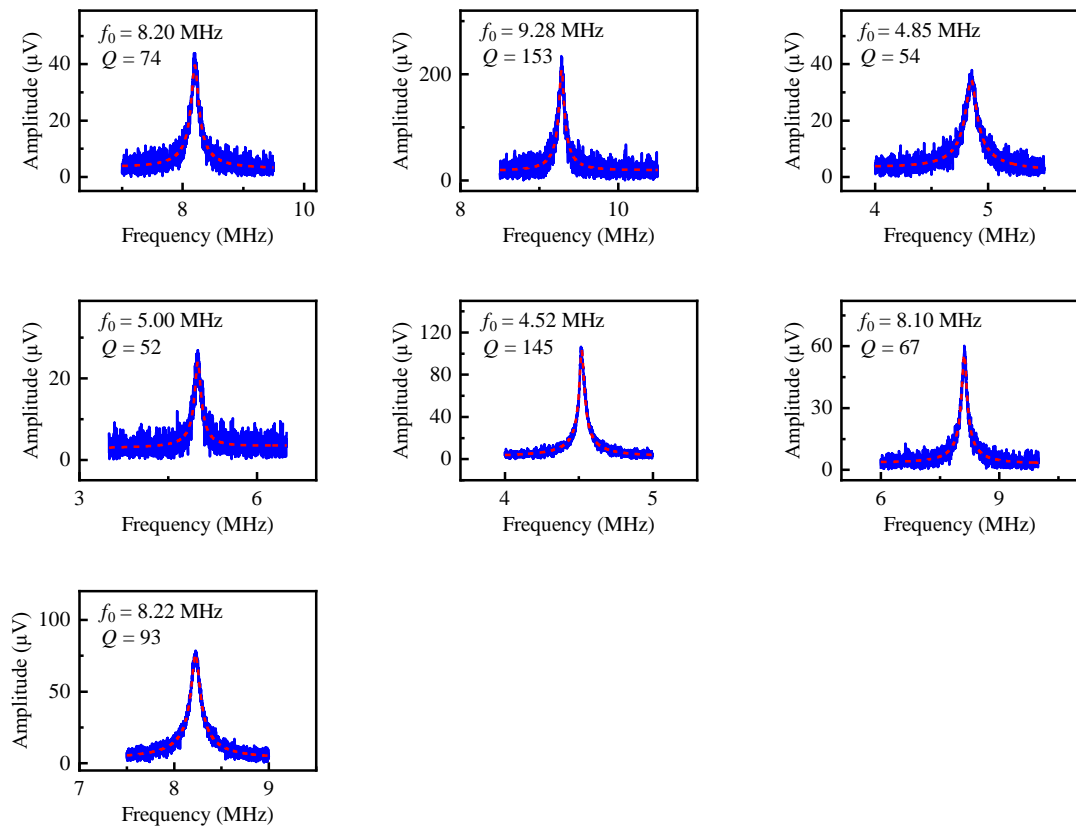 f0 = 8.20 MHz
Q = 74
Amplitude (µV)
40
20
0
8
10
Frequency (MHz)
f0 = 9.28 MHz
Q = 153
Amplitude (µV)
200
0
8
10
Frequency (MHz)
f0 = 4.85 MHz
Q = 54
Amplitude (µV)
40
20
0
4
5
Frequency (MHz)
f0 = 5.00 MHz
Q = 52
Amplitude (µV)
20
0
3
6
Frequency (MHz)
f0 = 4.52 MHz
Q = 145
Amplitude (µV)
120
80
40
0
4
5
Frequency (MHz)
f0 = 8.10 MHz
Q = 67
Amplitude (µV)
60
30
0
6
9
Frequency (MHz)
f0 = 8.22 MHz
Q = 93
Amplitude (µV)
100
50
0
7
8
9
Frequency (MHz)